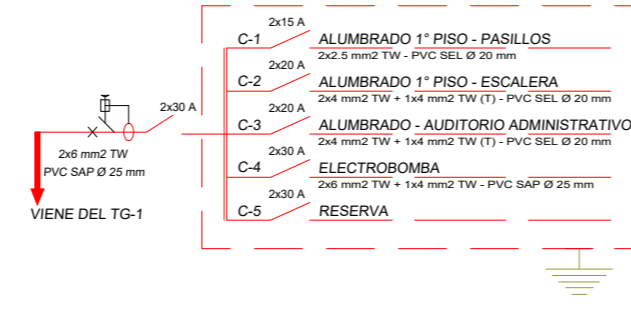 2x15 A
C-1 ALUMBRADO 1° PISO - PASILLOS
2x2.5 mm2 TW - PVC SEL Ø 20 mm
2x20 A
C-2 ALUMBRADO 1° PISO - ESCALERA
2x4 mm2 TW + 1x4 mm2 TW (T) - PVC SEL Ø 20 mm
2x20 A
C-3 ALUMBRADO - AUDITORIO ADMINISTRATIVO
2x4 mm2 TW + 1x4 mm2 TW (T) - PVC SEL Ø 20 mm
2x30 A
C-4 ELECTROBOMBA
2x6 mm2 TW + 1x4 mm2 TW - PVC SAP Ø 25 mm
2x30 A
C-5 RESERVA
2x30 A
2x6 mm2 TW
PVC SAP Ø 25 mm
VIENE DEL TG-1